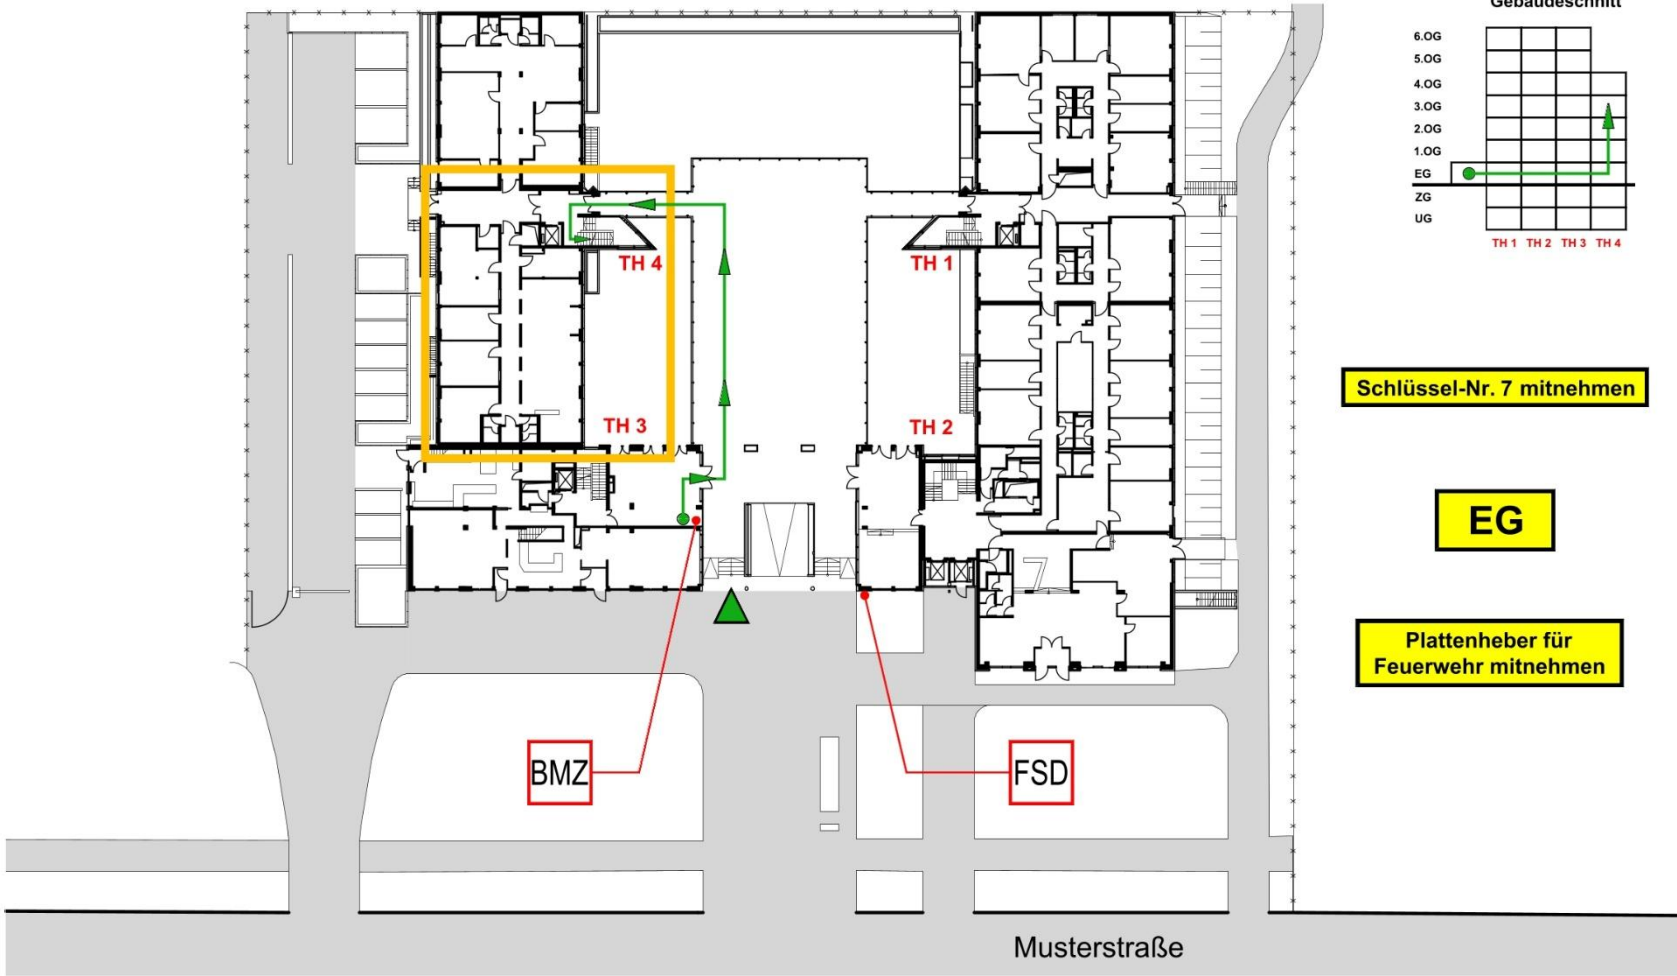 Gebäudeschnitt
6.OG
5.OG
4.OG
3.OG
2.OG
1.OG
EG
ZG
UG
TH 1 TH 2 TH 3 TH 4
TH 4
TH 1
TH 3
TH 2
Schlüssel-Nr. 7 mitnehmen
EG
Plattenheber für
Feuerwehr mitnehmen
BMZ
FSD
Musterstraße